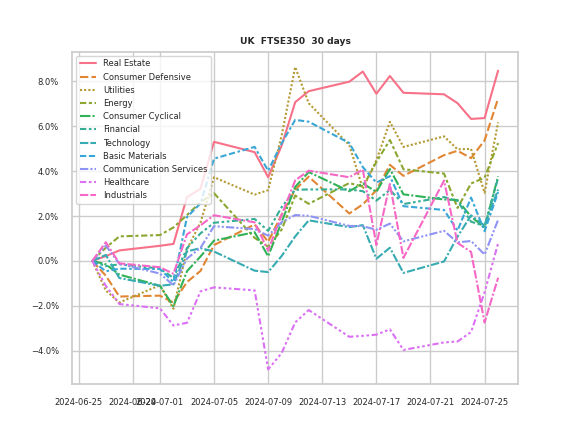 UK FTSE350 30 days
Real Estate
Consumer Defensive
Utilities
Energy
Consumer Cyclical
Financial
Technology
Basic Materials
Communication Services
Healthcare
Industrials
8.0%
6.0%
4.0%
2.0%
0.0%
−2.0%
−4.0%
2024-06-25 2024-07-01 2024-07-05 2024-07-09 2024-07-13 2024-07-17 2024-07-21 2024-07-25